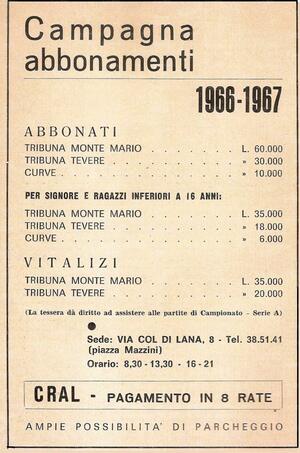 Campagna
abbonamenti
1966-1967
ABBONATI
TRIBUNA MONTE MARIO . . . . . . . L. 60.000
TRIBUNA TEVERE . . . . . . . . . » 30.000
CURVE . . . . . . . . . . . . » 10.000
PER SIGNORE E RAGAZZI INFERIORI A 16 ANNI:
TRIBUNA MONTE MARIO . . . . . . . L. 35.000
TRIBUNA TEVERE . . . . . . . . . » 18.000
CURVE . . . . . . . . . . . . » 6.000
VITALIZI
TRIBUNA MONTE MARIO . . . . . . . L. 35.000
TRIBUNA TEVERE . . . . . . . . . » 20.000
(La tessera dà diritto ad assistere alle partite di Campionato - Serie A)
Sede: VIA COL DI LANA, 8 - Tel. 38.51.41
(piazza Mazzini)
Orario: 8,30-13,30 - 16-21
CRAL - PAGAMENTO IN 8 RATE
AMPIE POSSIBILITA' DI PARCHEGGIO